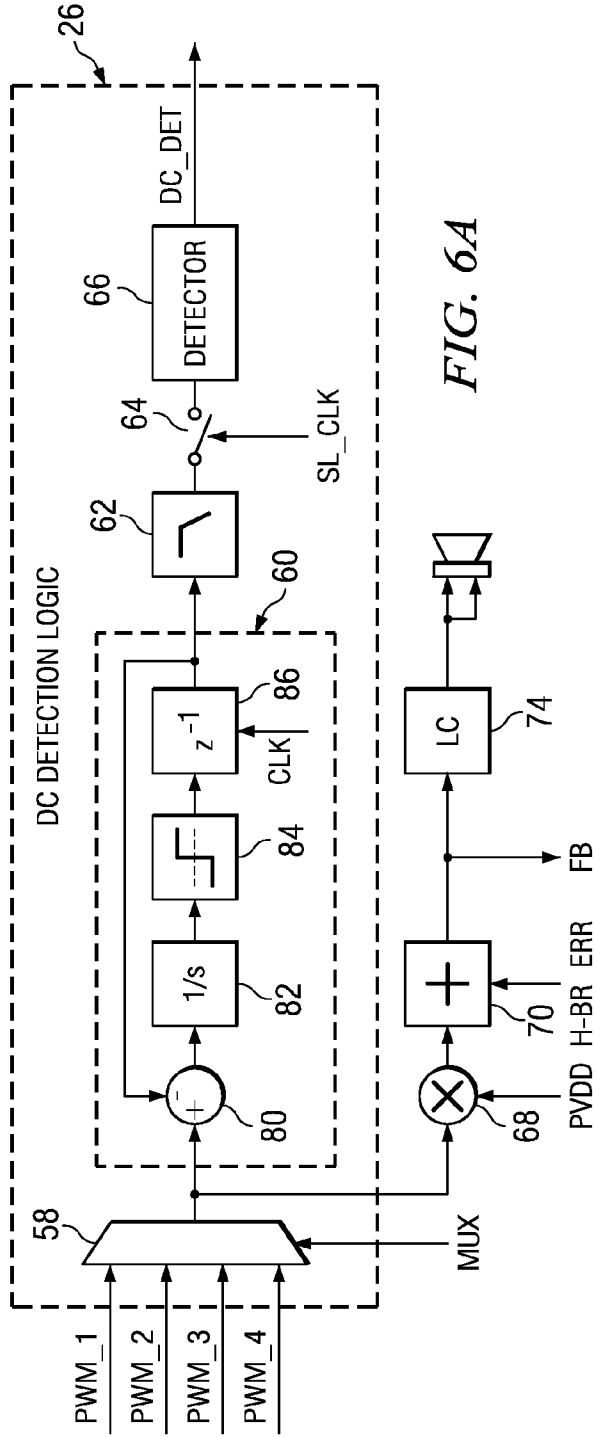 DC DETECTION LOGIC
26
PWM_1
PWM_2
PWM_3
PWM_4
58
MUX
60
+
-
80
1/s
82
84
z-1
86
CLK
62
64
SL_CLK
DETECTOR
66
DC_DET
68
PVDD
+
70
H-BR ERR
FB
LC
74
FIG. 6A